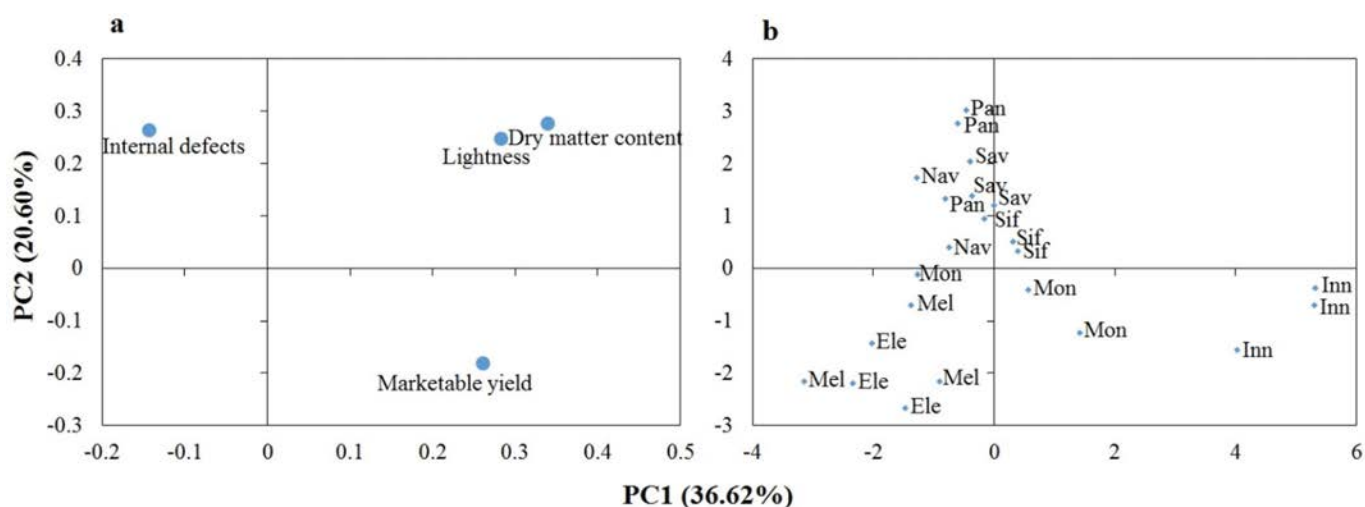 a
b
PC2 (20.60%)
0.4
0.3
0.2
0.1
0
-0.1
-0.2
-0.3
-0.2
-0.1
0
0.1
0.2
0.3
0.4
0.5
Internal defects
Dry matter content
Lightness
Marketable yield
4
3
2
1
0
-1
-2
-3
-4
-2
0
2
4
6
Pan
Pan
Sav
Nav
Sav
Sav
Pan
Sif
Sif
Nav
Sif
Mon
Inn
Mon
Mel
Inn
Mon
Ele
Inn
Mel
Ele
Mel
Ele
PC1 (36.62%)